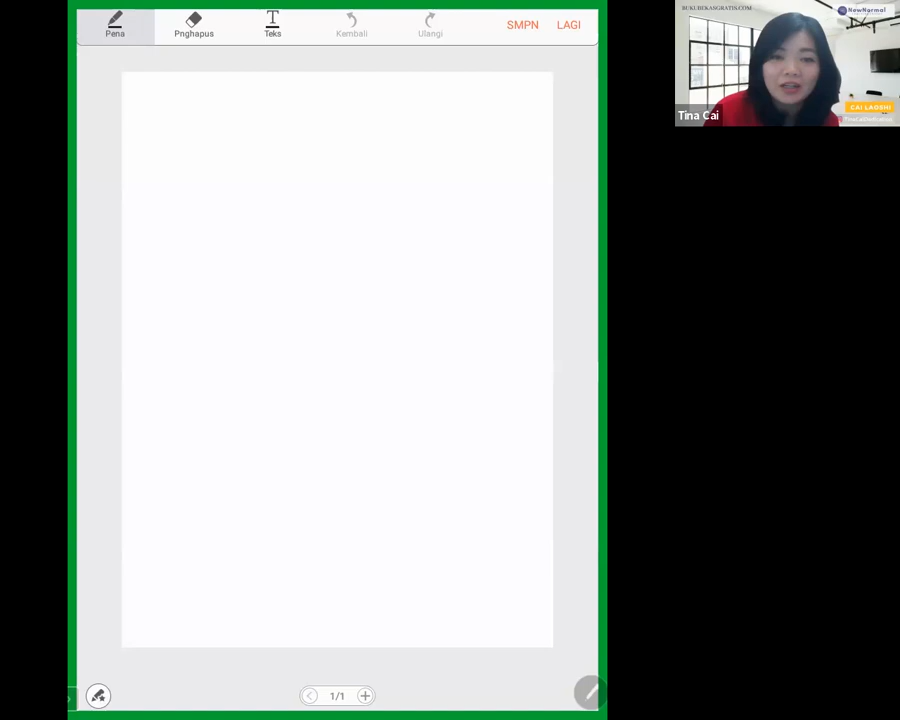 Pena
Pnghapus
Teks
Kembali
Ulangi
SMPN
LAGI
BUKUBEKASGRATIS.COM
NewNormal
CAI LAOSHI
Tina Cai
1/1